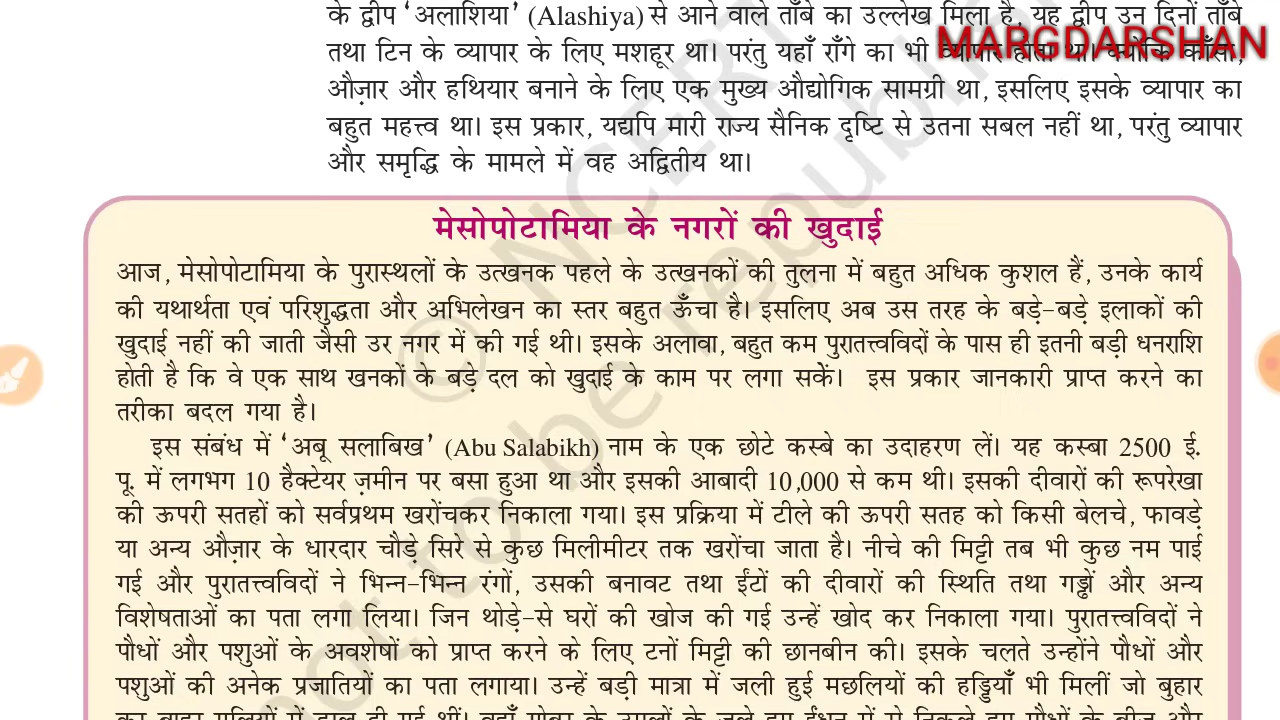 के द्वीप ‘अलाशिया’ (Alashiya) से आने वाले ताँबे का उल्लेख मिला है, यह द्वीप उन दिनों ताँबे
MARGDARSHAN
तथा टिन के व्यापार के लिए मशहूर था। परंतु यहाँ राँगे का भी व्यापार होता था। क्योंकि काँसा,
औज़ार और हथियार बनाने के लिए एक मुख्य औद्योगिक सामग्री था, इसलिए इसके व्यापार का
बहुत महत्त्व था। इस प्रकार, यद्यपि मारी राज्य सैनिक दृष्टि से उतना सबल नहीं था, परंतु व्यापार
और समृद्धि के मामले में वह अद्वितीय था।
मेसोपोटामिया के नगरों की खुदाई
आज, मेसोपोटामिया के पुरास्थलों के उत्खनक पहले के उत्खनकों की तुलना में बहुत अधिक कुशल हैं, उनके कार्य
की यथार्थता एवं परिशुद्धता और अभिलेखन का स्तर बहुत ऊँचा है। इसलिए अब उस तरह के बड़े-बड़े इलाकों की
खुदाई नहीं की जाती जैसी उर नगर में की गई थी। इसके अलावा, बहुत कम पुरातत्त्वविदों के पास ही इतनी बड़ी धनराशि
होती है कि वे एक साथ खनकों के बड़े दल को खुदाई के काम पर लगा सकें। इस प्रकार जानकारी प्राप्त करने का
तरीका बदल गया है।
इस संबंध में ‘अबू सलाबिख’ (Abu Salabikh) नाम के एक छोटे कस्बे का उदाहरण लें। यह कस्बा 2500 ई.
पू. में लगभग 10 हैक्टेयर ज़मीन पर बसा हुआ था और इसकी आबादी 10,000 से कम थी। इसकी दीवारों की रूपरेखा
की ऊपरी सतहों को सर्वप्रथम खरोंचकर निकाला गया। इस प्रक्रिया में टीले की ऊपरी सतह को किसी बेलचे, फावड़े
या अन्य औज़ार के धारदार चौड़े सिरे से कुछ मिलीमीटर तक खरोंचा जाता है। नीचे की मिट्टी तब भी कुछ नम पाई
गई और पुरातत्त्वविदों ने भिन्न-भिन्न रंगों, उसकी बनावट तथा ईंटों की दीवारों की स्थिति तथा गड्ढों और अन्य
विशेषताओं का पता लगा लिया। जिन थोड़े-से घरों की खोज की गई उन्हें खोद कर निकाला गया। पुरातत्त्वविदों ने
पौधों और पशुओं के अवशेषों को प्राप्त करने के लिए टनों मिट्टी की छानबीन की। इसके चलते उन्होंने पौधों और
पशुओं की अनेक प्रजातियों का पता लगाया। उन्हें बड़ी मात्रा में जली हुई मछलियों की हड्डियाँ भी मिलीं जो बुहार
© NCERT
not to be republi